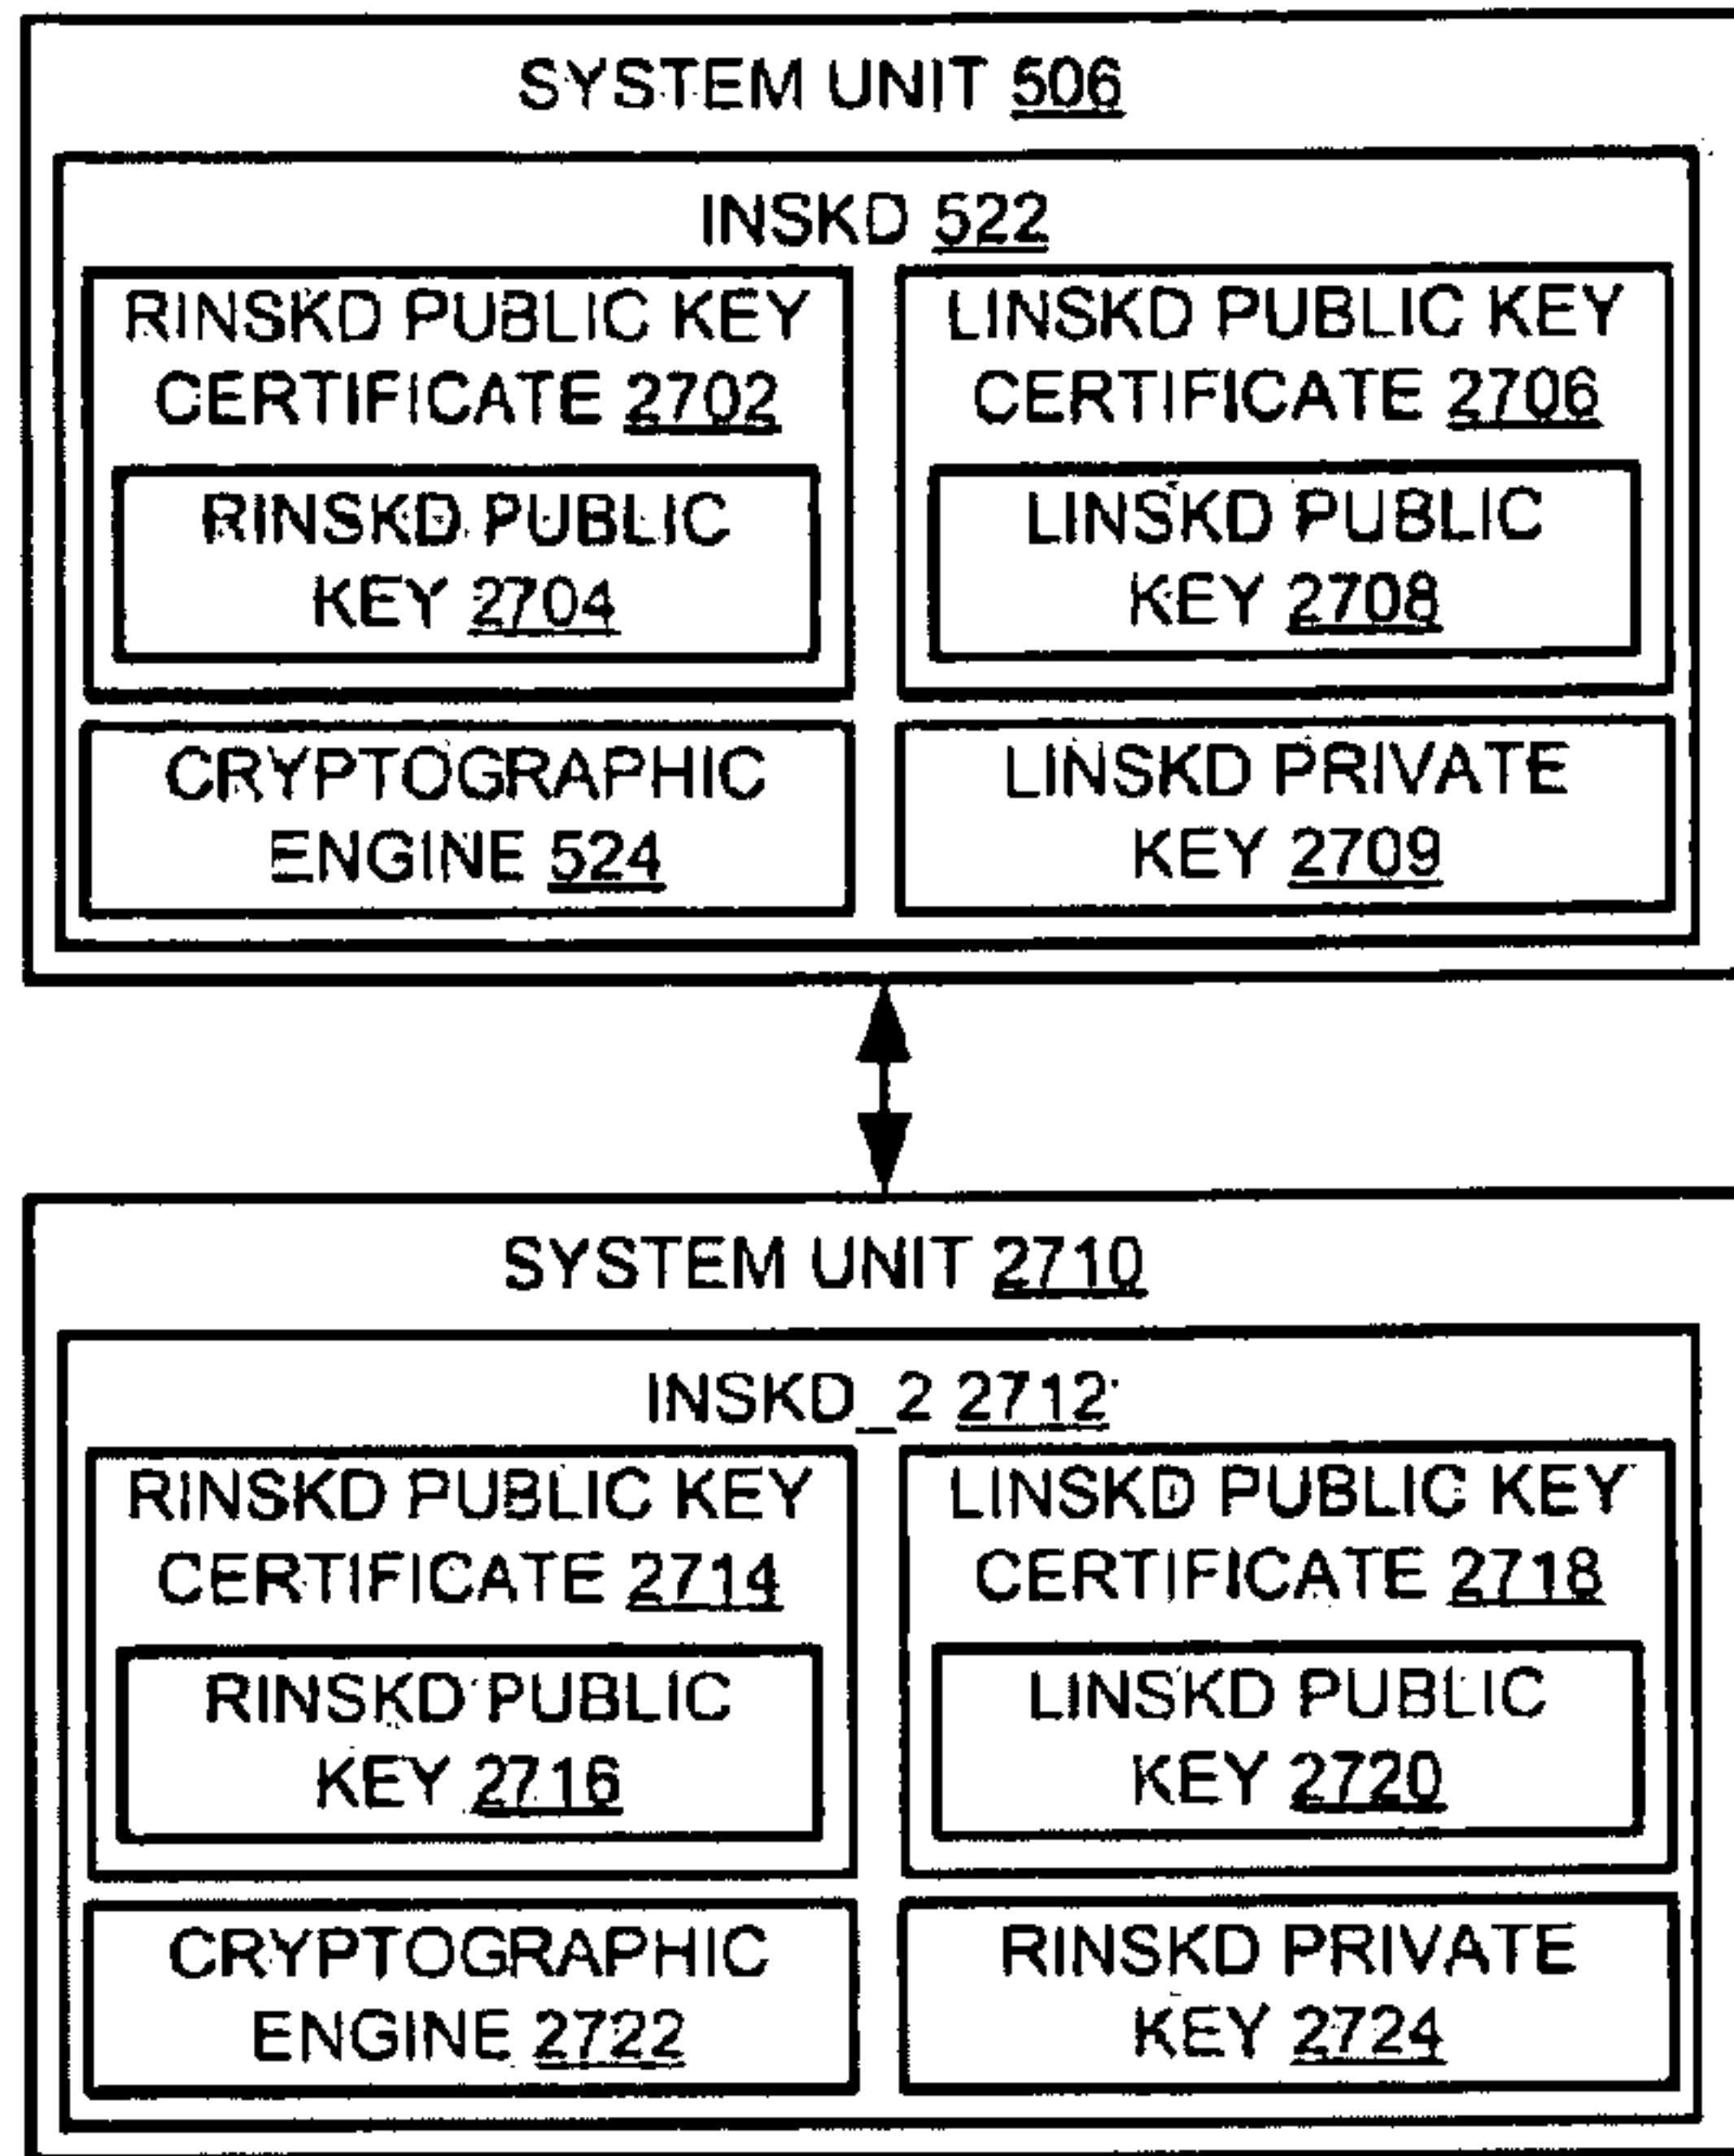 SYSTEM UNIT 506
INSKD 522
RINSKD PUBLIC KEY
CERTIFICATE 2702
RINSKD PUBLIC
KEY 2704
LINSKD PUBLIC KEY
CERTIFICATE 2706
LINSKD PUBLIC
KEY 2708
CRYPTOGRAPHIC
ENGINE 524
LINSKD PRIVATE
KEY 2709
SYSTEM UNIT 2710
INSKD_2 2712
RINSKD PUBLIC KEY
CERTIFICATE 2714
RINSKD PUBLIC
KEY 2716
LINSKD PUBLIC KEY
CERTIFICATE 2718
LINSKD PUBLIC
KEY 2720
CRYPTOGRAPHIC
ENGINE 2722
RINSKD PRIVATE
KEY 2724